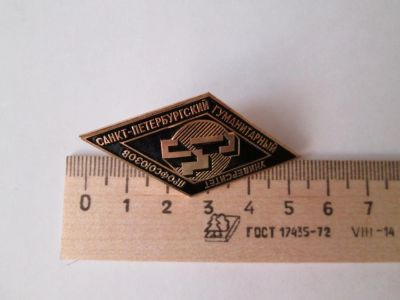 САНКТ-ПЕТЕРБУРГСКИЙ ГУМАНИТАРНЫЙ
УНИВЕРСИТЕТ
ПРОФСОЮЗОВ
0 1 2 3 4 5 6 7
ГОСТ 17435-72 VIII-14